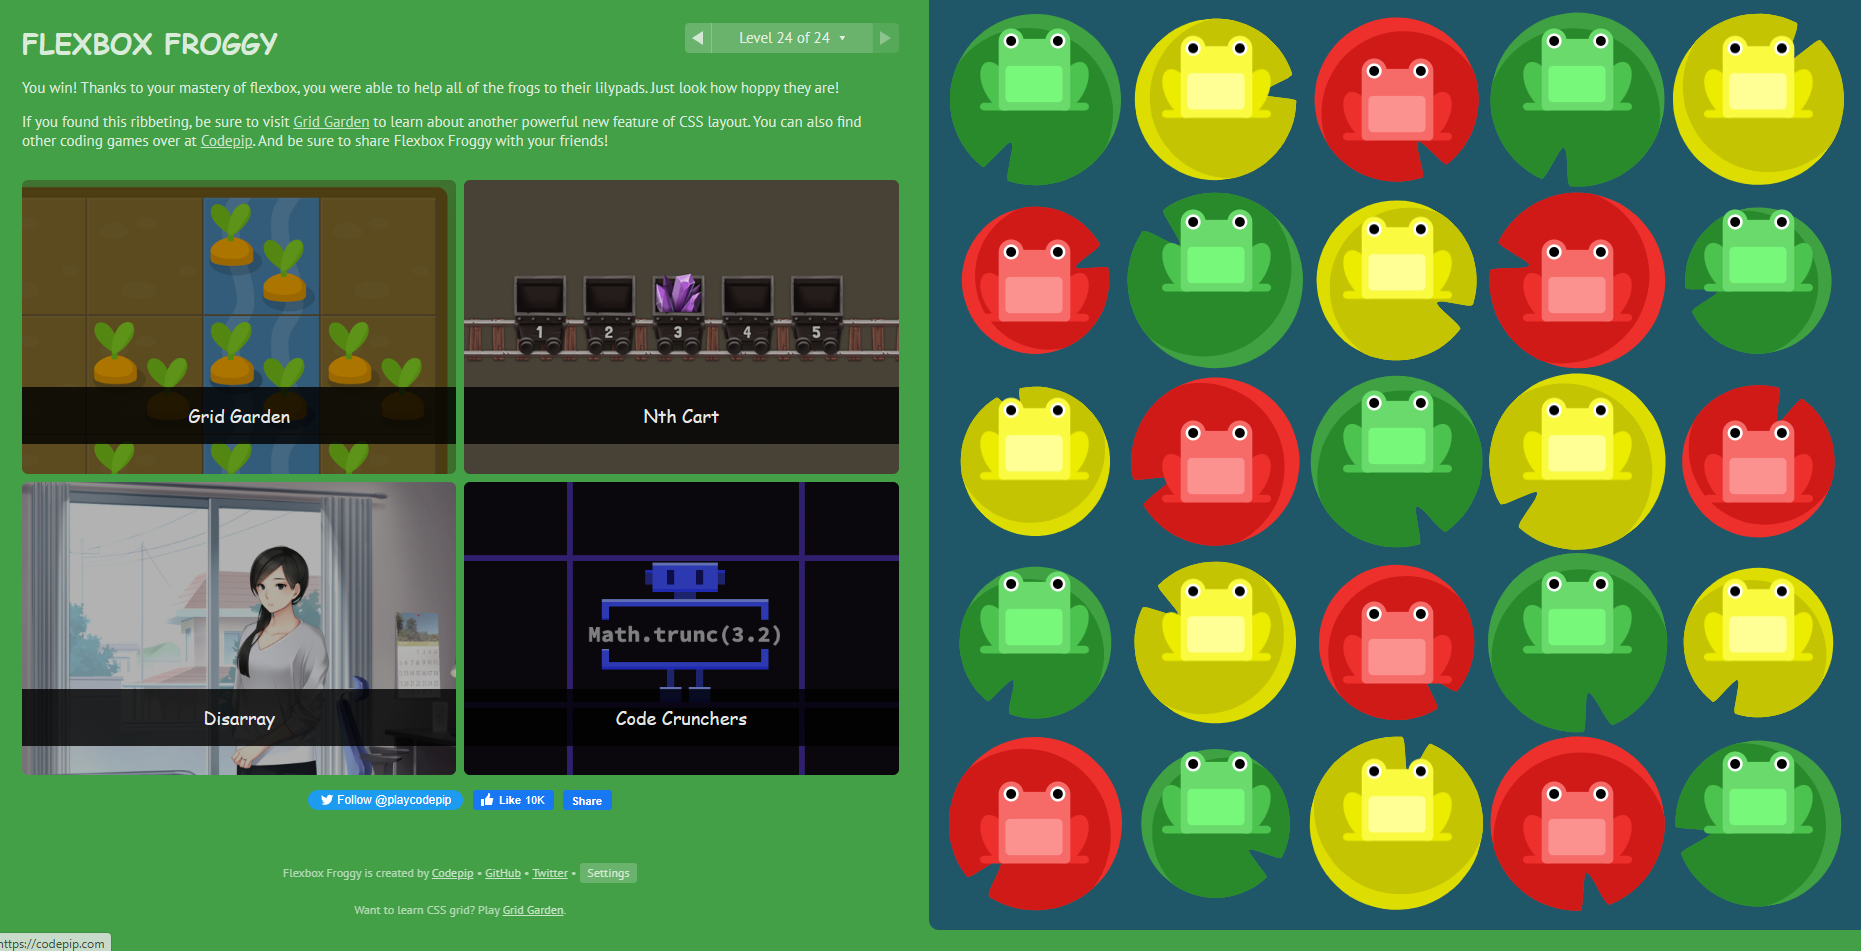 FLEXBOX FROGGY
Level 24 of 24
You win! Thanks to your mastery of flexbox, you were able to help all of the frogs to their lilypads. Just look how hoppy they are!
If you found this ribbeting, be sure to visit Grid Garden to learn about another powerful new feature of CSS layout. You can also find
other coding games over at Codepip. And be sure to share Flexbox Froggy with your friends!
1 2 3 4 5
Grid Garden
Nth Cart
Math.trunc(3.2)
Disarray
Code Crunchers
Follow @playcodepip
Like 10K
Share
Flexbox Froggy is created by Codepip • GitHub • Twitter • Settings
Want to learn CSS grid? Play Grid Garden.
https://codepip.com